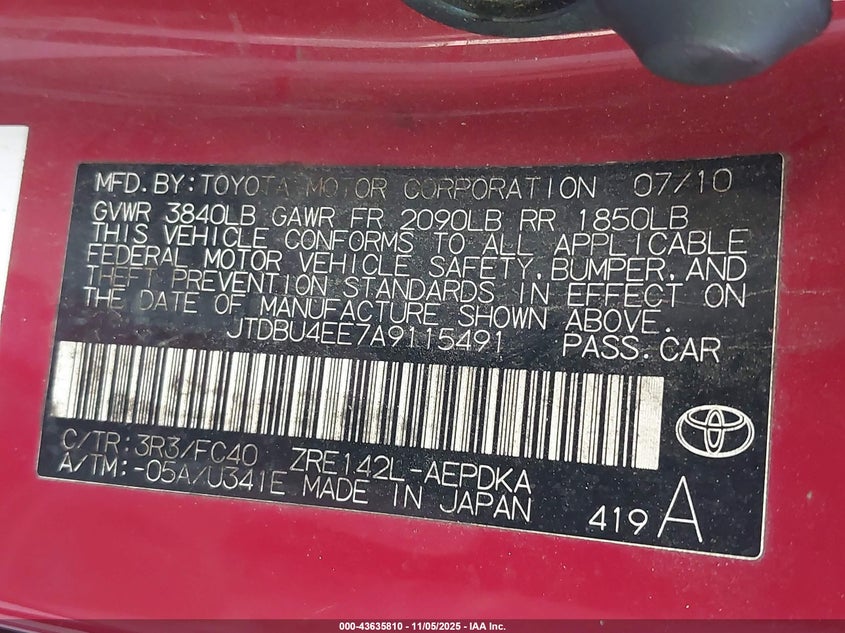 MFD.BY:TOYOTA MOTOR CORPORATION 07/10
GVWR 3840LB GAWR FR 2090LB RR 1850LB
THIS VEHICLE CONFORMS TO ALL APPLICABLE
FEDERAL MOTOR VEHICLE SAFETY, BUMPER, AND
THEFT PREVENTION STANDARDS IN EFFECT ON
THE DATE OF MANUFACTURE SHOWN ABOVE.
JTDBU4EE7A9115491 PASS.CAR
C/TR:3R3/FC40 ZRE142L-AEPDKA
A/TM:-05A/U341E MADE IN JAPAN
419A
000-43635810 - 11/05/2025 - IAA Inc.